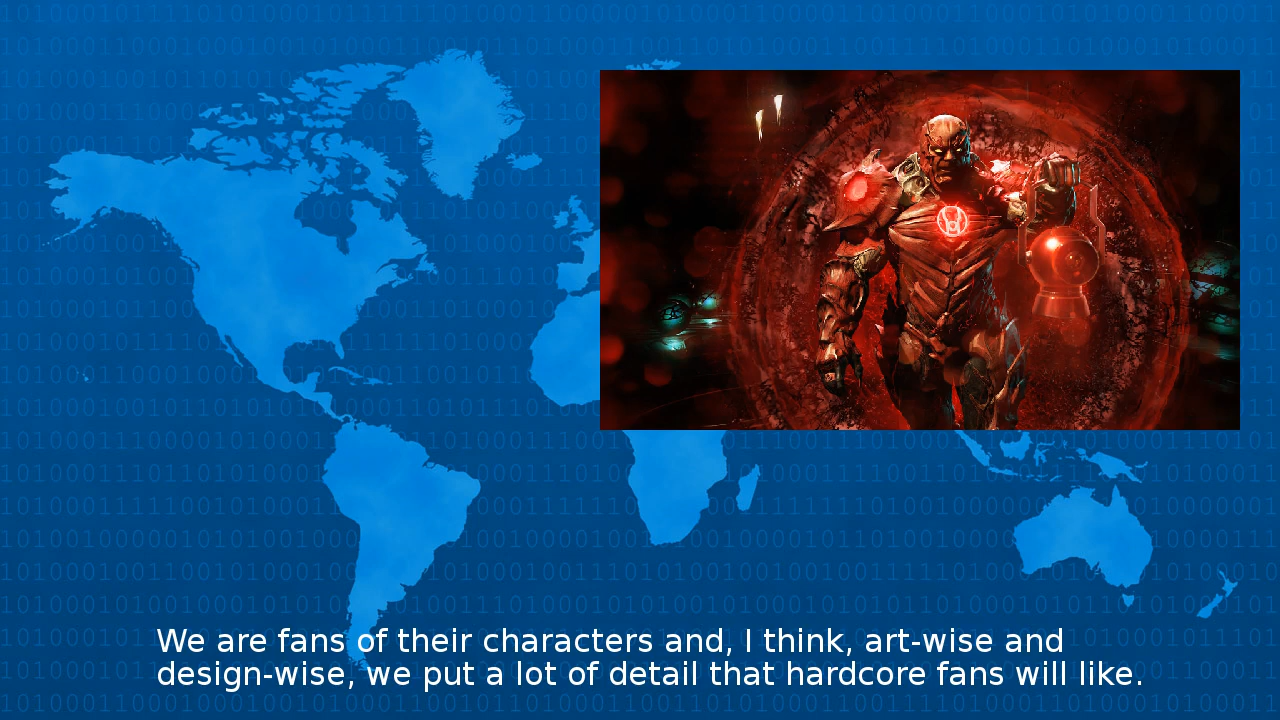 We are fans of their characters and, I think, art-wise and
design-wise, we put a lot of detail that hardcore fans will like.